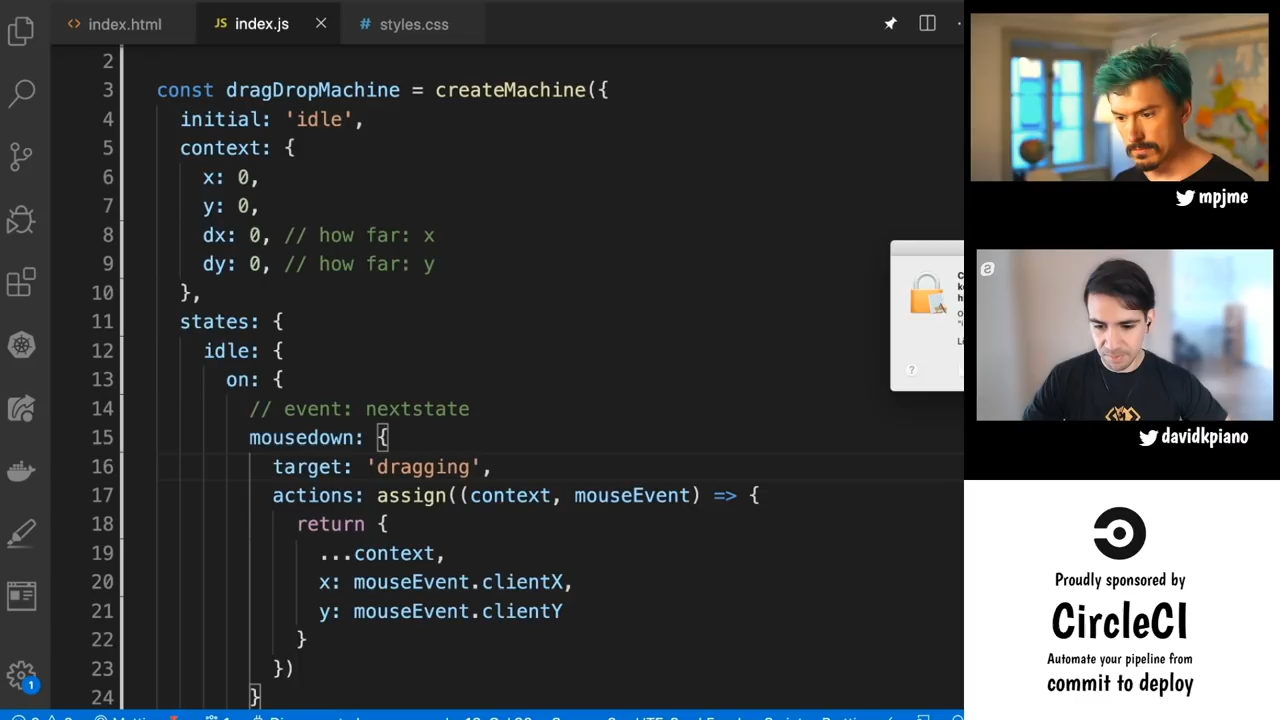 index.html
JS index.js
# styles.css
2
3 const dragDropMachine = createMachine({
4 initial: 'idle',
5 context: {
6 x: 0,
7 y: 0,
8 dx: 0, // how far: x
9 dy: 0, // how far: y
10 },
11 states: {
12 idle: {
13 on: {
14 // event: nextstate
15 mousedown: {
16 target: 'dragging',
17 actions: assign((context, mouseEvent) => {
18 return {
19 ...context,
20 x: mouseEvent.clientX,
21 y: mouseEvent.clientY
22 }
23 })
24 }
1
?
mpjme
davidkpiano
Proudly sponsored by
CircleCI
Automate your pipeline from
commit to deploy